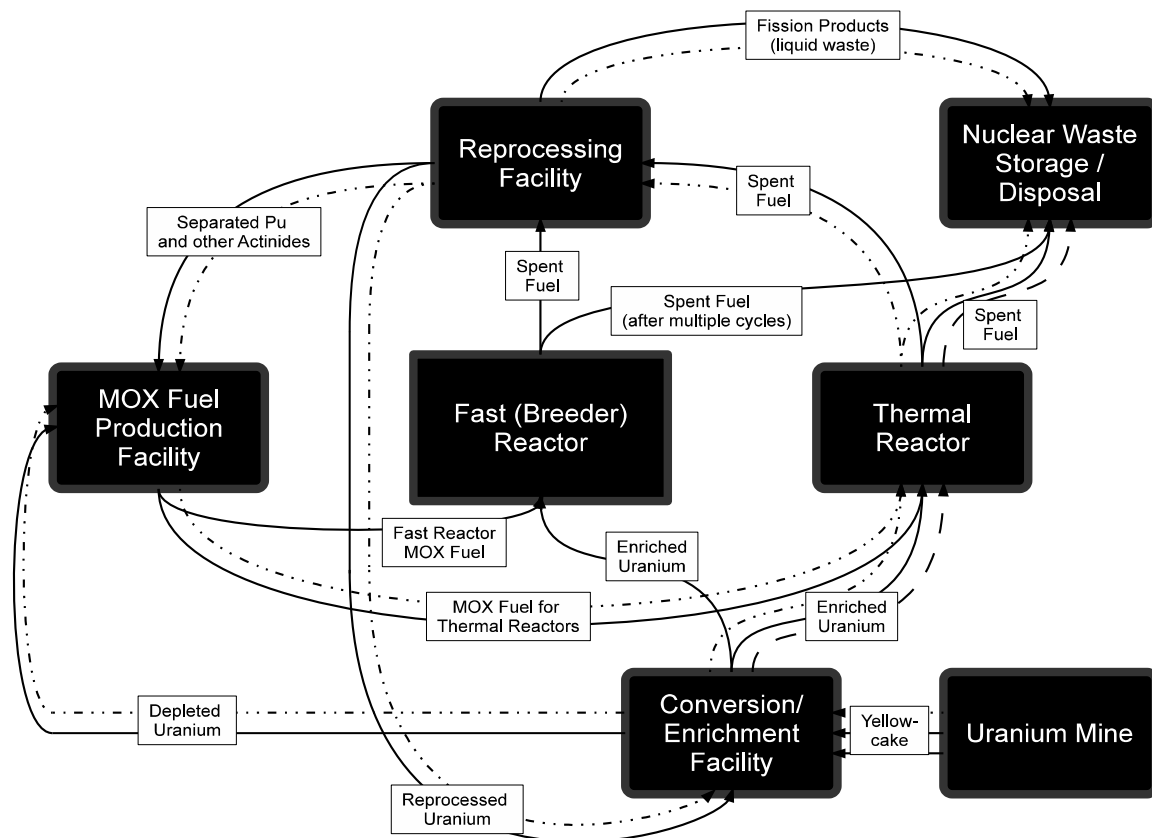 Fission Products
(liquid waste)
Reprocessing
Facility
Nuclear Waste
Storage /
Disposal
Spent
Fuel
Separated Pu
and other Actinides
Spent
Fuel
Spent Fuel
(after multiple cycles)
Spent
Fuel
MOX Fuel
Production
Facility
Fast (Breeder)
Reactor
Thermal
Reactor
Fast Reactor
MOX Fuel
Enriched
Uranium
MOX Fuel for
Thermal Reactors
Enriched
Uranium
Depleted
Uranium
Conversion/
Enrichment
Facility
Yellow-
cake
Uranium Mine
Reprocessed
Uranium